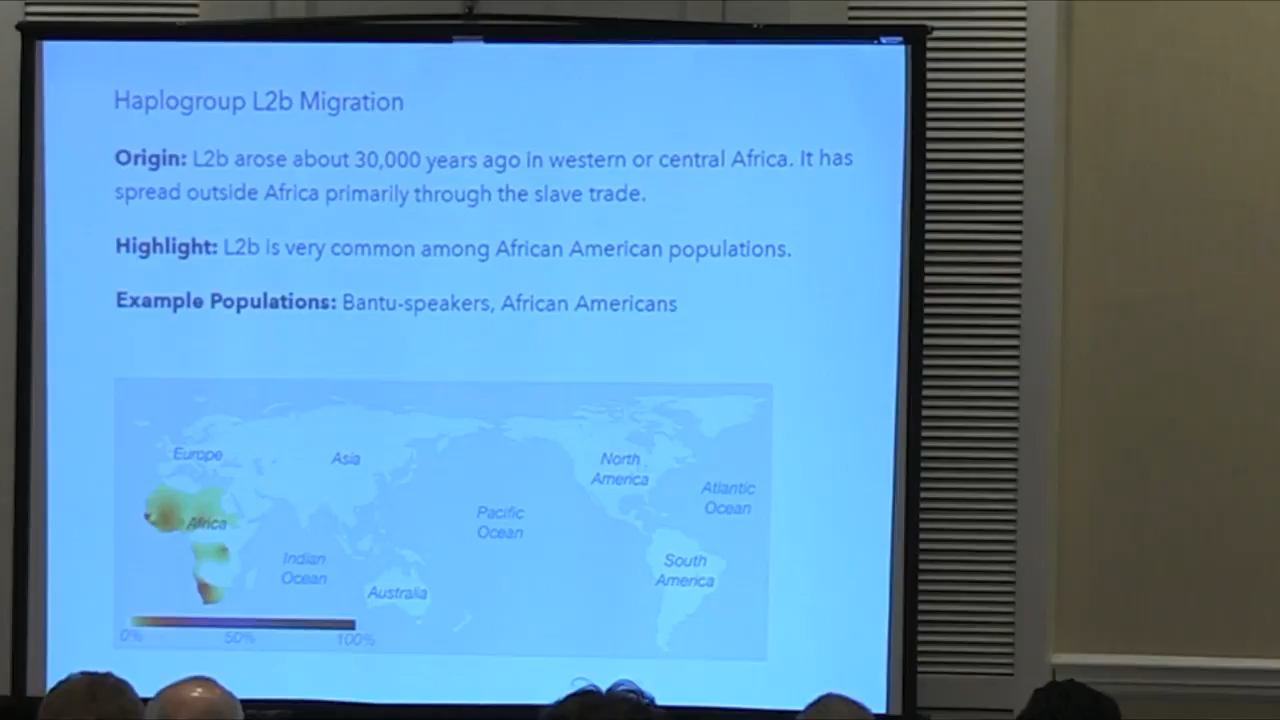 Haplogroup L2b Migration
Origin: L2b arose about 30,000 years ago in western or central Africa. It has
spread outside Africa primarily through the slave trade.
Highlight: L2b is very common among African American populations.
Example Populations: Bantu-speakers, African Americans
Europe
Asia
North
America
Atlantic
Ocean
Pacific
Ocean
Africa
Indian
Ocean
South
America
Australia
0%
50%
100%